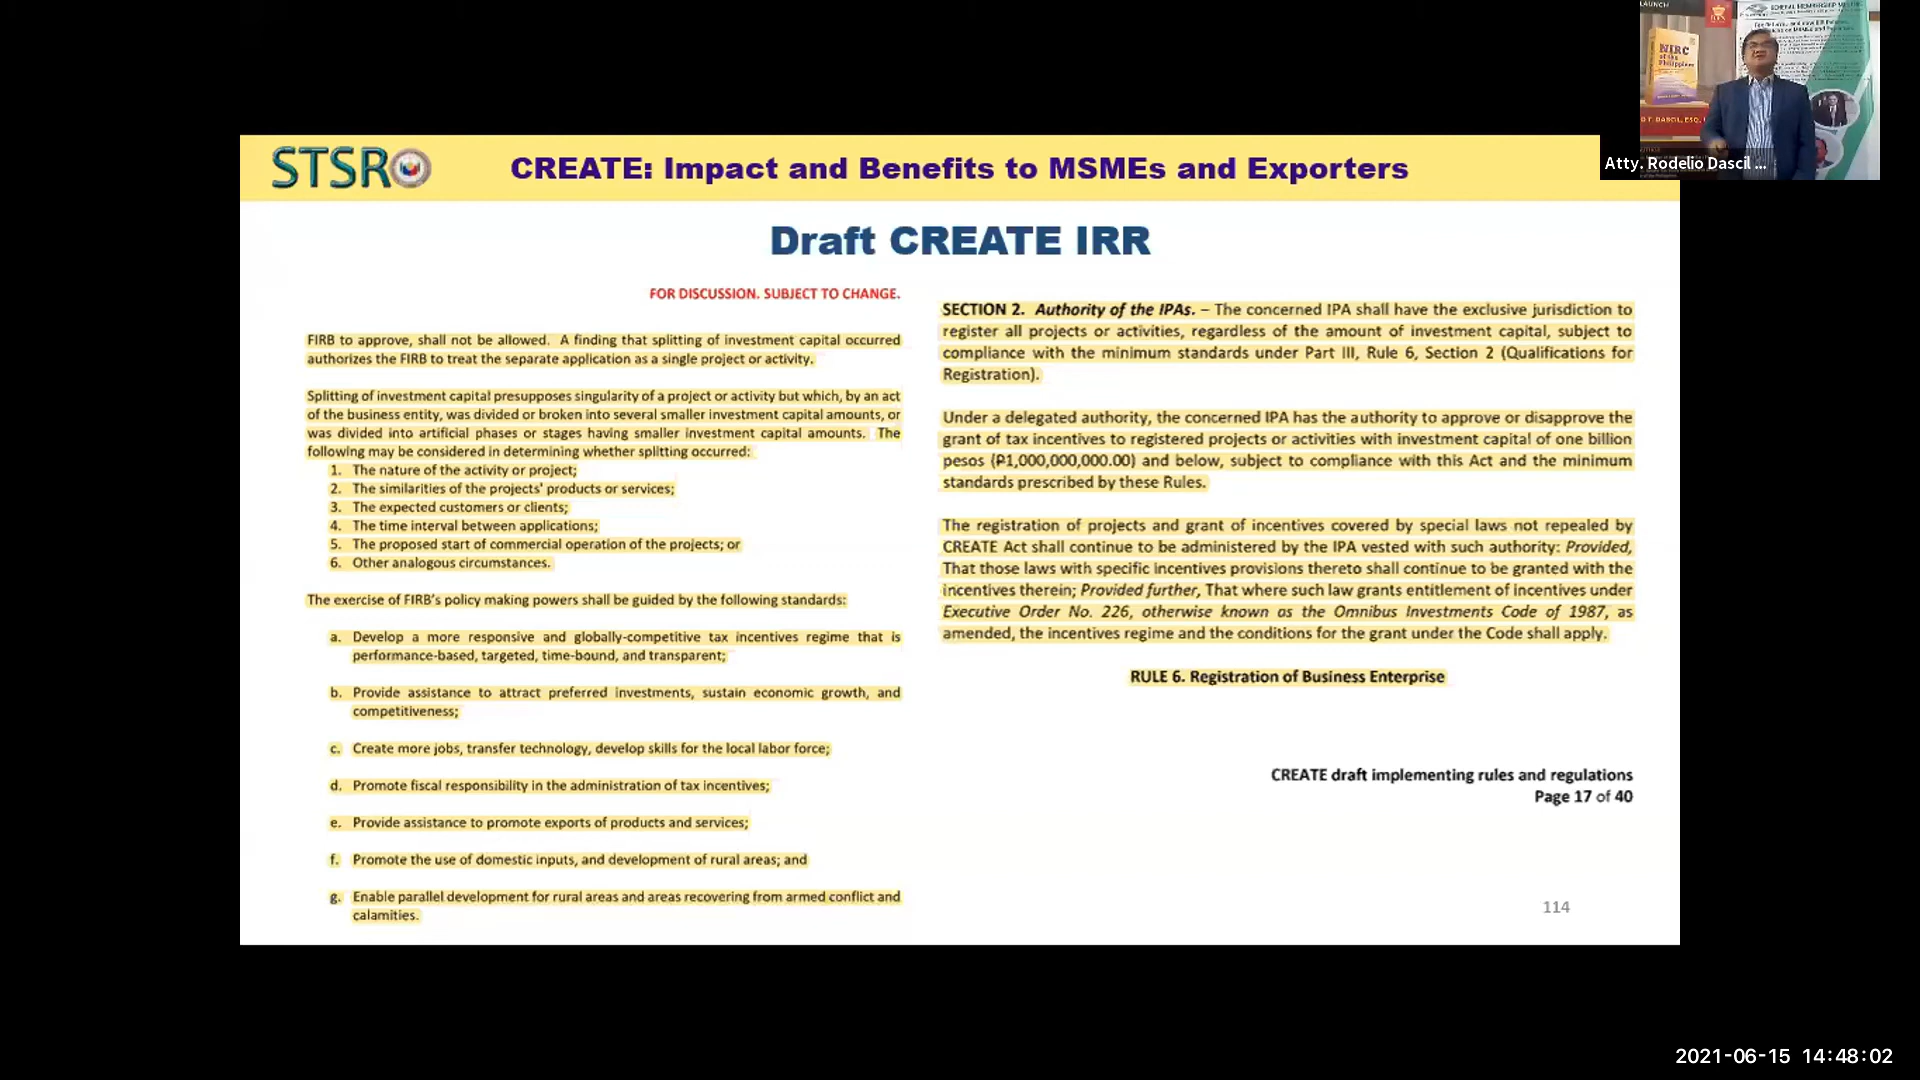 STSR
CREATE: Impact and Benefits to MSMEs and Exporters
Draft CREATE IRR
FOR DISCUSSION. SUBJECT TO CHANGE.
FIRB to approve, shall not be allowed. A finding that splitting of investment capital occurred
authorizes the FIRB to treat the separate application as a single project or activity.
Splitting of investment capital presupposes singularity of a project or activity but which, by an act
of the business entity, was divided or broken into several smaller investment capital amounts, or
was divided into artificial phases or stages having smaller investment capital amounts. The
following may be considered in determining whether splitting occurred:
1. The nature of the activity or project;
2. The similarities of the projects' products or services;
3. The expected customers or clients;
4. The time interval between applications;
5. The proposed start of commercial operation of the projects; or
6. Other analogous circumstances.
The exercise of FIRB's policy making powers shall be guided by the following standards:
a. Develop a more responsive and globally-competitive tax incentives regime that is
performance-based, targeted, time-bound, and transparent;
b. Provide assistance to attract preferred investments, sustain economic growth, and
competitiveness;
c. Create more jobs, transfer technology, develop skills for the local labor force;
d. Promote fiscal responsibility in the administration of tax incentives;
e. Provide assistance to promote exports of products and services;
f. Promote the use of domestic inputs, and development of rural areas; and
g. Enable parallel development for rural areas and areas recovering from armed conflict and
calamities.
SECTION 2. Authority of the IPAs. – The concerned IPA shall have the exclusive jurisdiction to
register all projects or activities, regardless of the amount of investment capital, subject to
compliance with the minimum standards under Part III, Rule 6, Section 2 (Qualifications for
Registration).
Under a delegated authority, the concerned IPA has the authority to approve or disapprove the
grant of tax incentives to registered projects or activities with investment capital of one billion
pesos (₱1,000,000,000.00) and below, subject to compliance with this Act and the minimum
standards prescribed by these Rules.
The registration of projects and grant of incentives covered by special laws not repealed by
CREATE Act shall continue to be administered by the IPA vested with such authority: Provided,
That those laws with specific incentives provisions thereto shall continue to be granted with the
incentives therein; Provided further, That where such law grants entitlement of incentives under
Executive Order No. 226, otherwise known as the Omnibus Investments Code of 1987, as
amended, the incentives regime and the conditions for the grant under the Code shall apply.
RULE 6. Registration of Business Enterprise
CREATE draft implementing rules and regulations
Page 17 of 40
114
LAUNCH
NIRC
of the
Philippines
Atty. Rodelio Dascil ...
2021-06-15 14:48:02